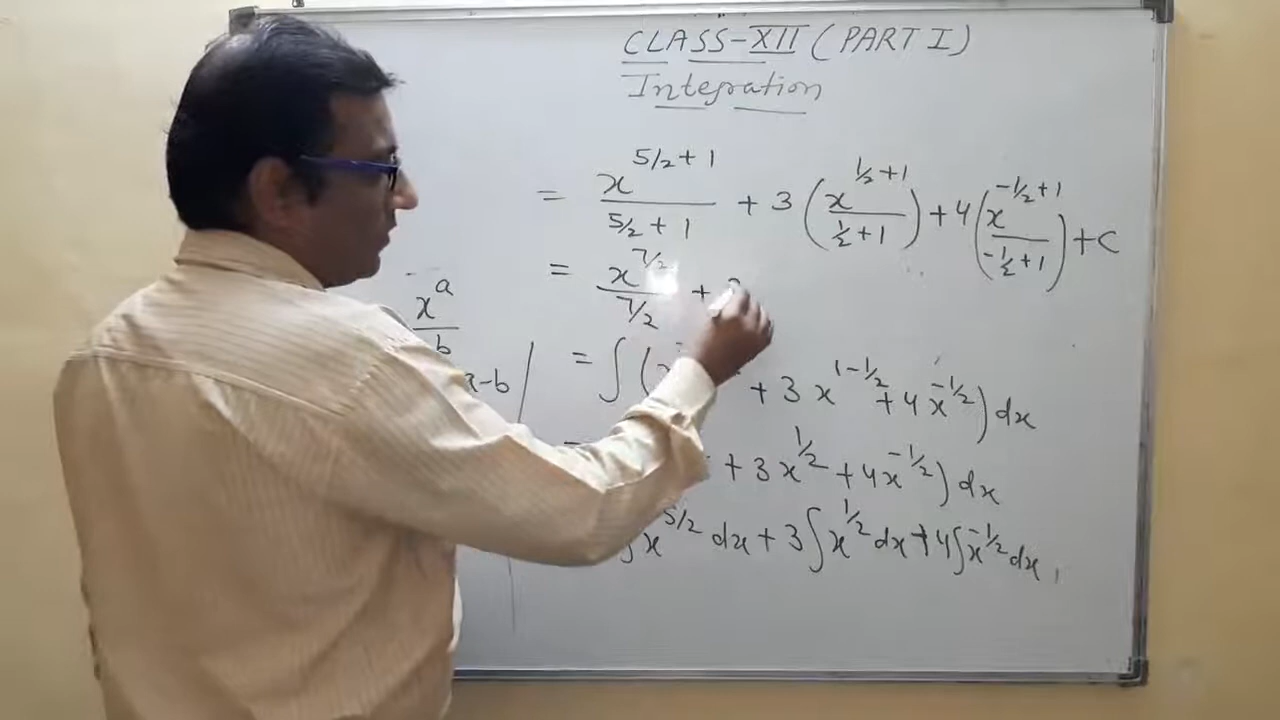 CLASS-XII (PART I)
Integration
= x^(5/2 + 1) / (5/2 + 1) + 3 (x^(1/2 + 1) / (1/2 + 1)) + 4 (x^(-1/2 + 1) / (-1/2 + 1)) + C
= x^(7/2) / (7/2) +
x^a / b
a-b
= ∫ ( + 3x^(1-1/2) + 4x^(-1/2)) dx
+ 3x^(1/2) + 4x^(-1/2)) dx
∫ x^(5/2) dx + 3∫ x^(1/2) dx + 4∫ x^(-1/2) dx